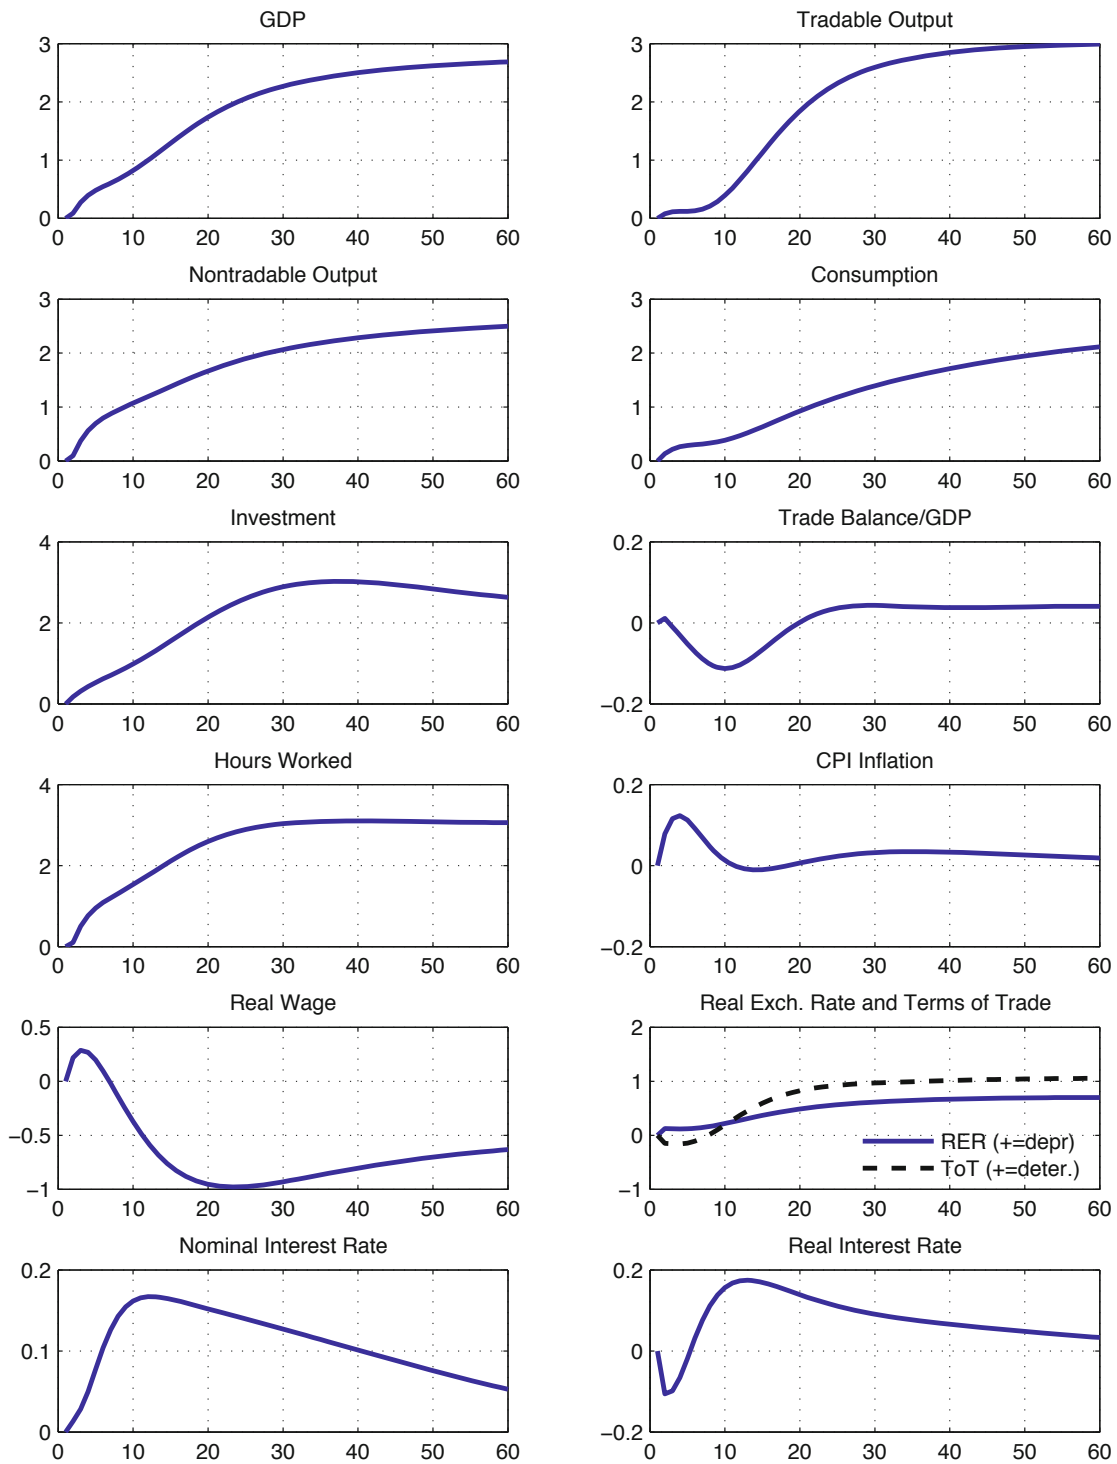 GDP
3
2
1
0
0 10 20 30 40 50 60
Tradable Output
3
2
1
0
0 10 20 30 40 50 60
Nontradable Output
3
2
1
0
0 10 20 30 40 50 60
Consumption
3
2
1
0
0 10 20 30 40 50 60
Investment
4
2
0
0 10 20 30 40 50 60
Trade Balance/GDP
0.2
0
−0.2
0 10 20 30 40 50 60
Hours Worked
4
2
0
0 10 20 30 40 50 60
CPI Inflation
0.2
0
−0.2
0 10 20 30 40 50 60
Real Wage
0.5
0
−0.5
−1
0 10 20 30 40 50 60
Real Exch. Rate and Terms of Trade
2
1
0
−1
RER (+=depr)
ToT (+=deter.)
0 10 20 30 40 50 60
Nominal Interest Rate
0.2
0.1
0
0 10 20 30 40 50 60
Real Interest Rate
0.2
0
−0.2
0 10 20 30 40 50 60